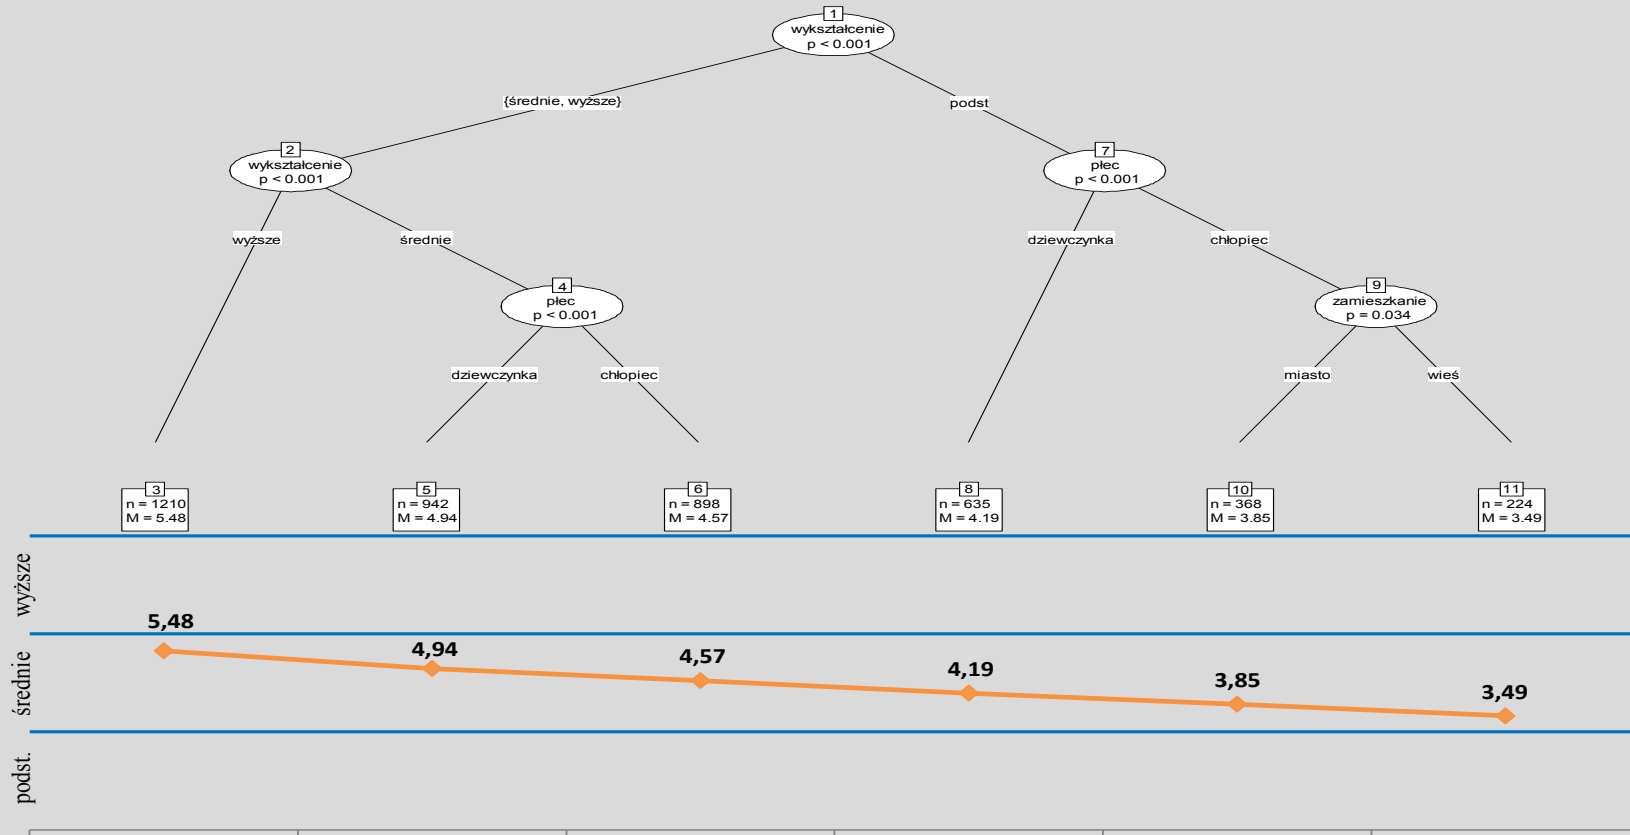 1
wykształcenie
p < 0.001
{średnie, wyższe}
podst
2
wykształcenie
p < 0.001
7
płec
p < 0.001
wyższe
średnie
dziewczynka
chłopiec
4
płec
p < 0.001
9
zamieszkanie
p = 0.034
dziewczynka
chłopiec
miasto
wieś
3
n = 1210
M = 5.48
5
n = 942
M = 4.94
6
n = 898
M = 4.57
8
n = 635
M = 4.19
10
n = 368
M = 3.85
11
n = 224
M = 3.49
wyższe
5,48
4,94
4,57
4,19
3,85
3,49
średnie
podst.